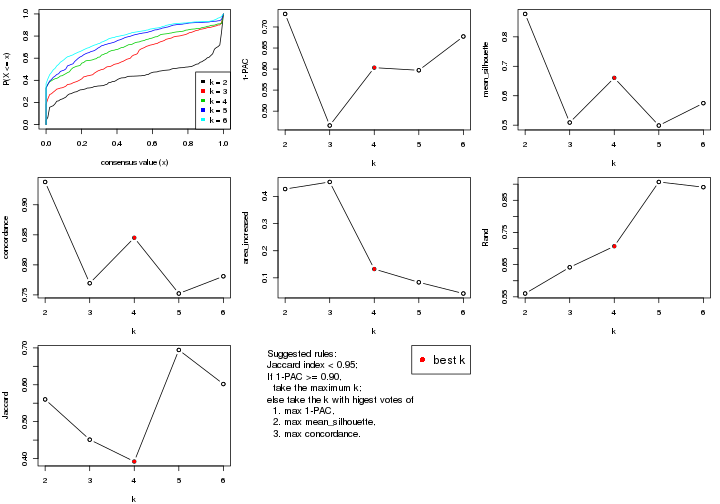 P(X <= x)
0.0 0.2 0.4 0.6 0.8 1.0
k = 2
k = 3
k = 4
k = 5
k = 6
0.0 0.2 0.4 0.6 0.8 1.0
consensus value (x)
1-PAC
0.50 0.55 0.60 0.65 0.70
2 3 4 5 6
k
mean_silhouette
0.5 0.6 0.7 0.8
2 3 4 5 6
k
concordance
0.75 0.80 0.85 0.90
2 3 4 5 6
k
area_increased
0.1 0.2 0.3 0.4
2 3 4 5 6
k
Rand
0.55 0.65 0.75 0.85
2 3 4 5 6
k
Jaccard
0.40 0.50 0.60 0.70
2 3 4 5 6
k
Suggested rules:
Jaccard index < 0.95;
If 1-PAC >= 0.90,
take the maximum k;
else take the k with higest votes of
1. max 1-PAC,
2. max mean_silhouette,
3. max concordance.
best k